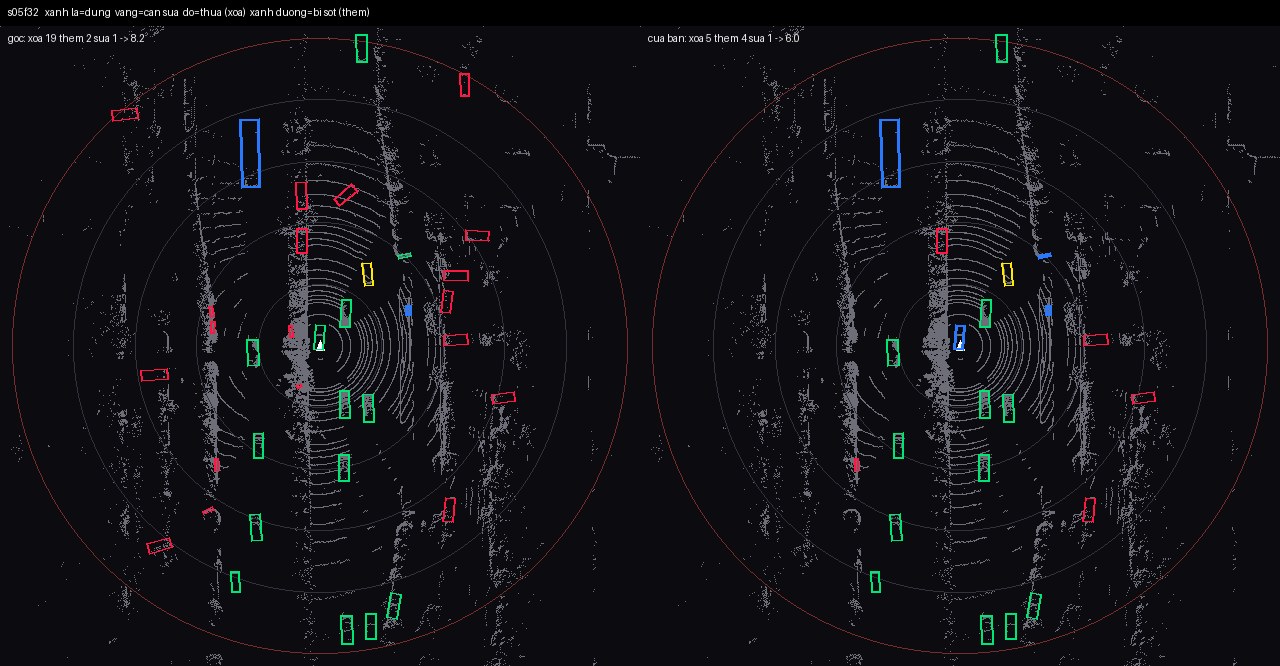 s05f32 xanh la=dung vang=can sua do=thua (xoa) xanh duong=bi sot (them)
goc: xoa 19 them 2 sua 1 -> 8.2
cua ban: xoa 5 them 4 sua 1 -> 6.0